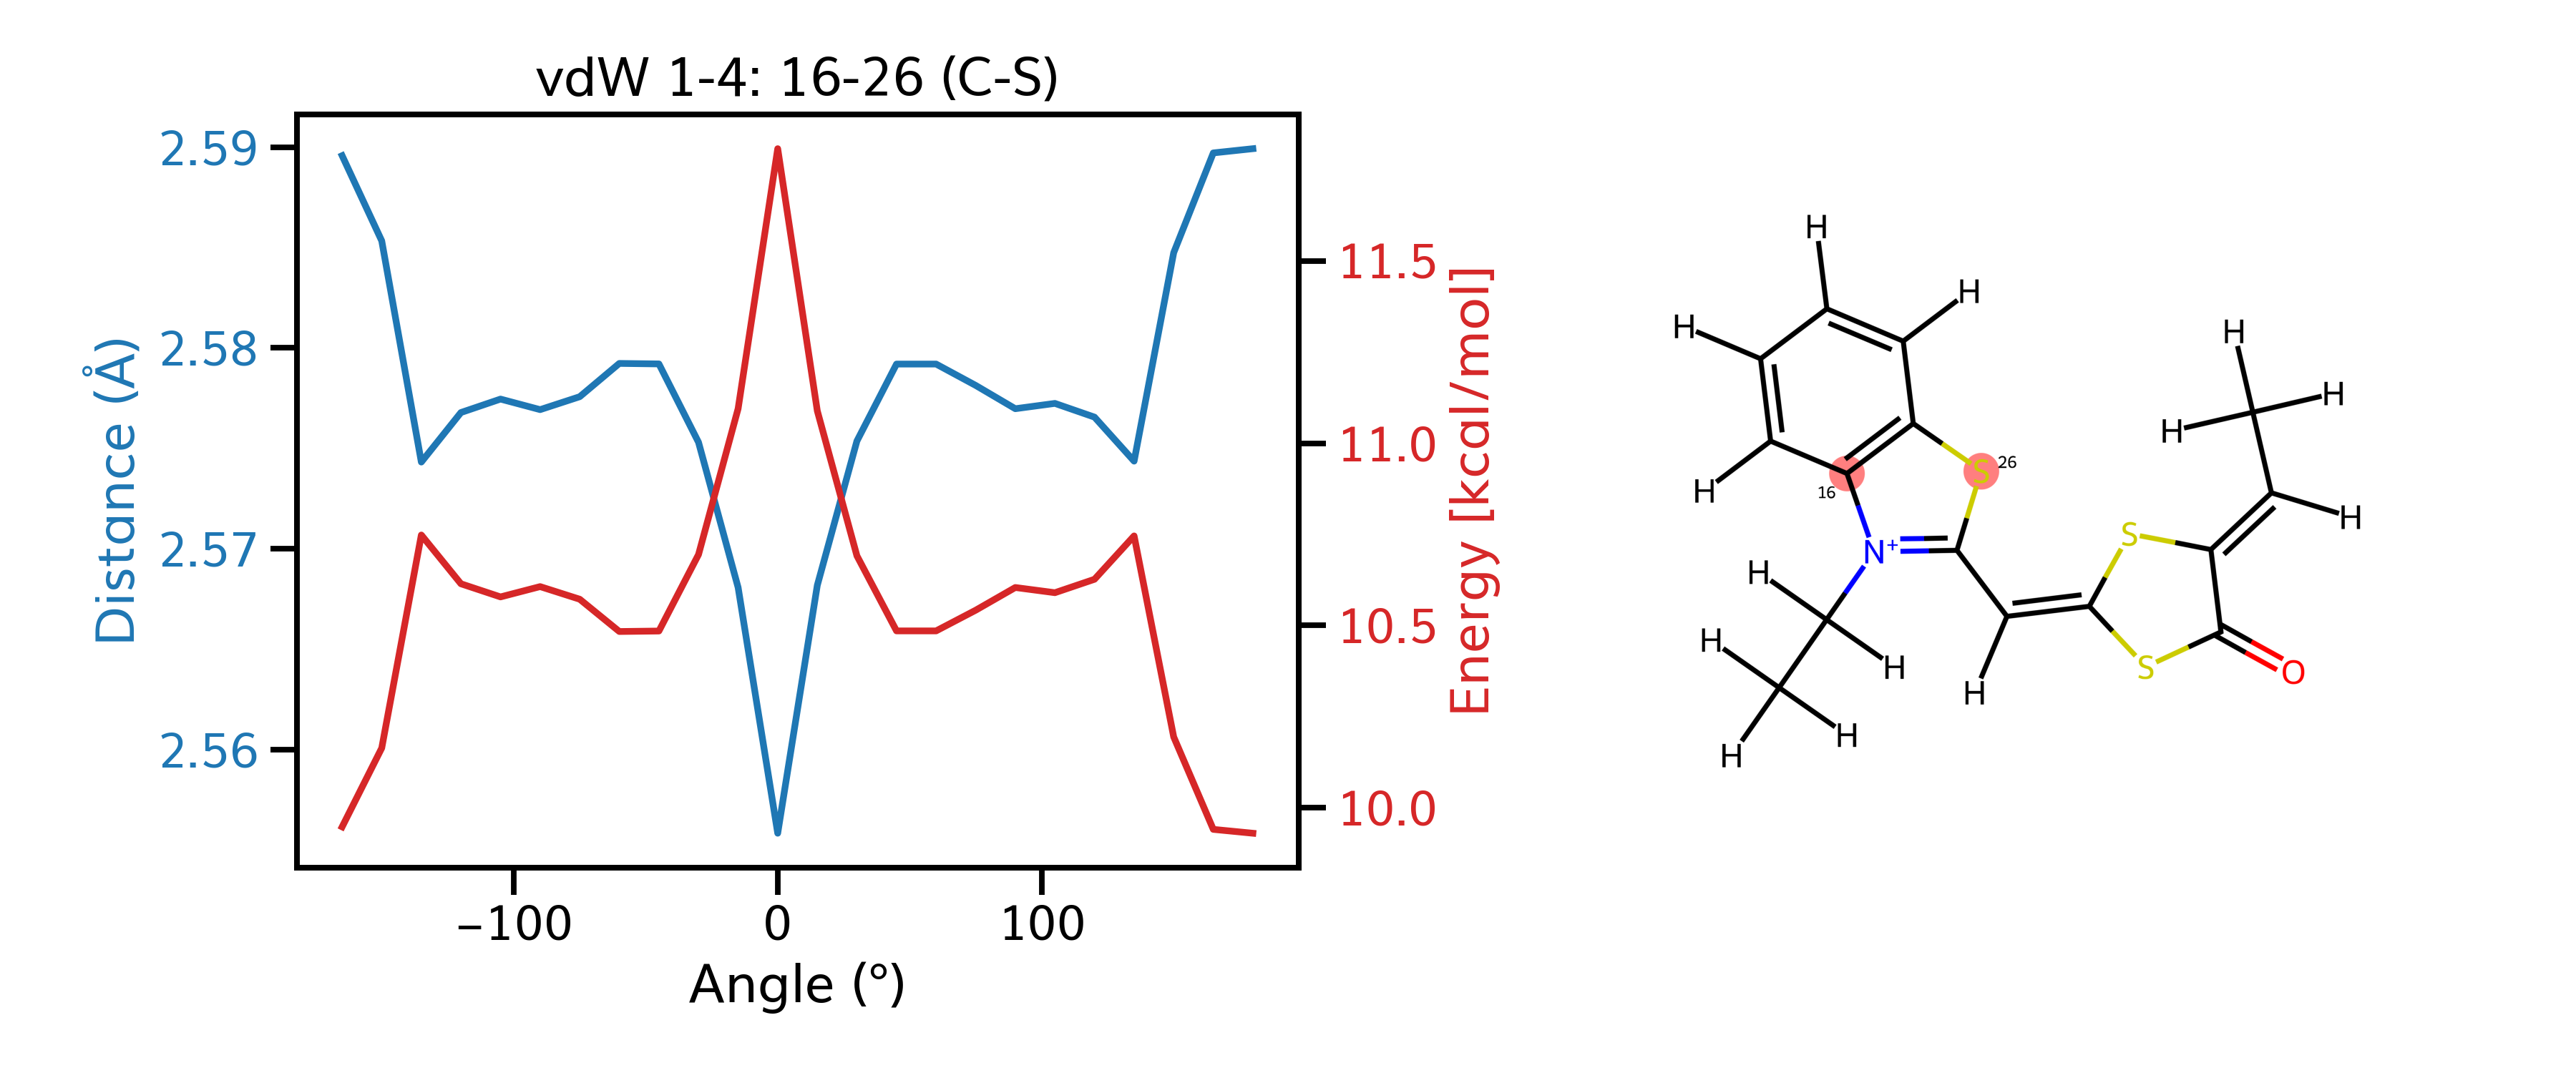 vdW 1-4: 16-26 (C-S)
Distance (Å)
2.59
2.58
2.57
2.56
11.5
11.0
10.5
10.0
Energy [kcal/mol]
−100
0
100
Angle (°)
H
H
H
H
H
H
H
S
26
16
H
H
S
N+
H
H
H
S
O
H
H
H